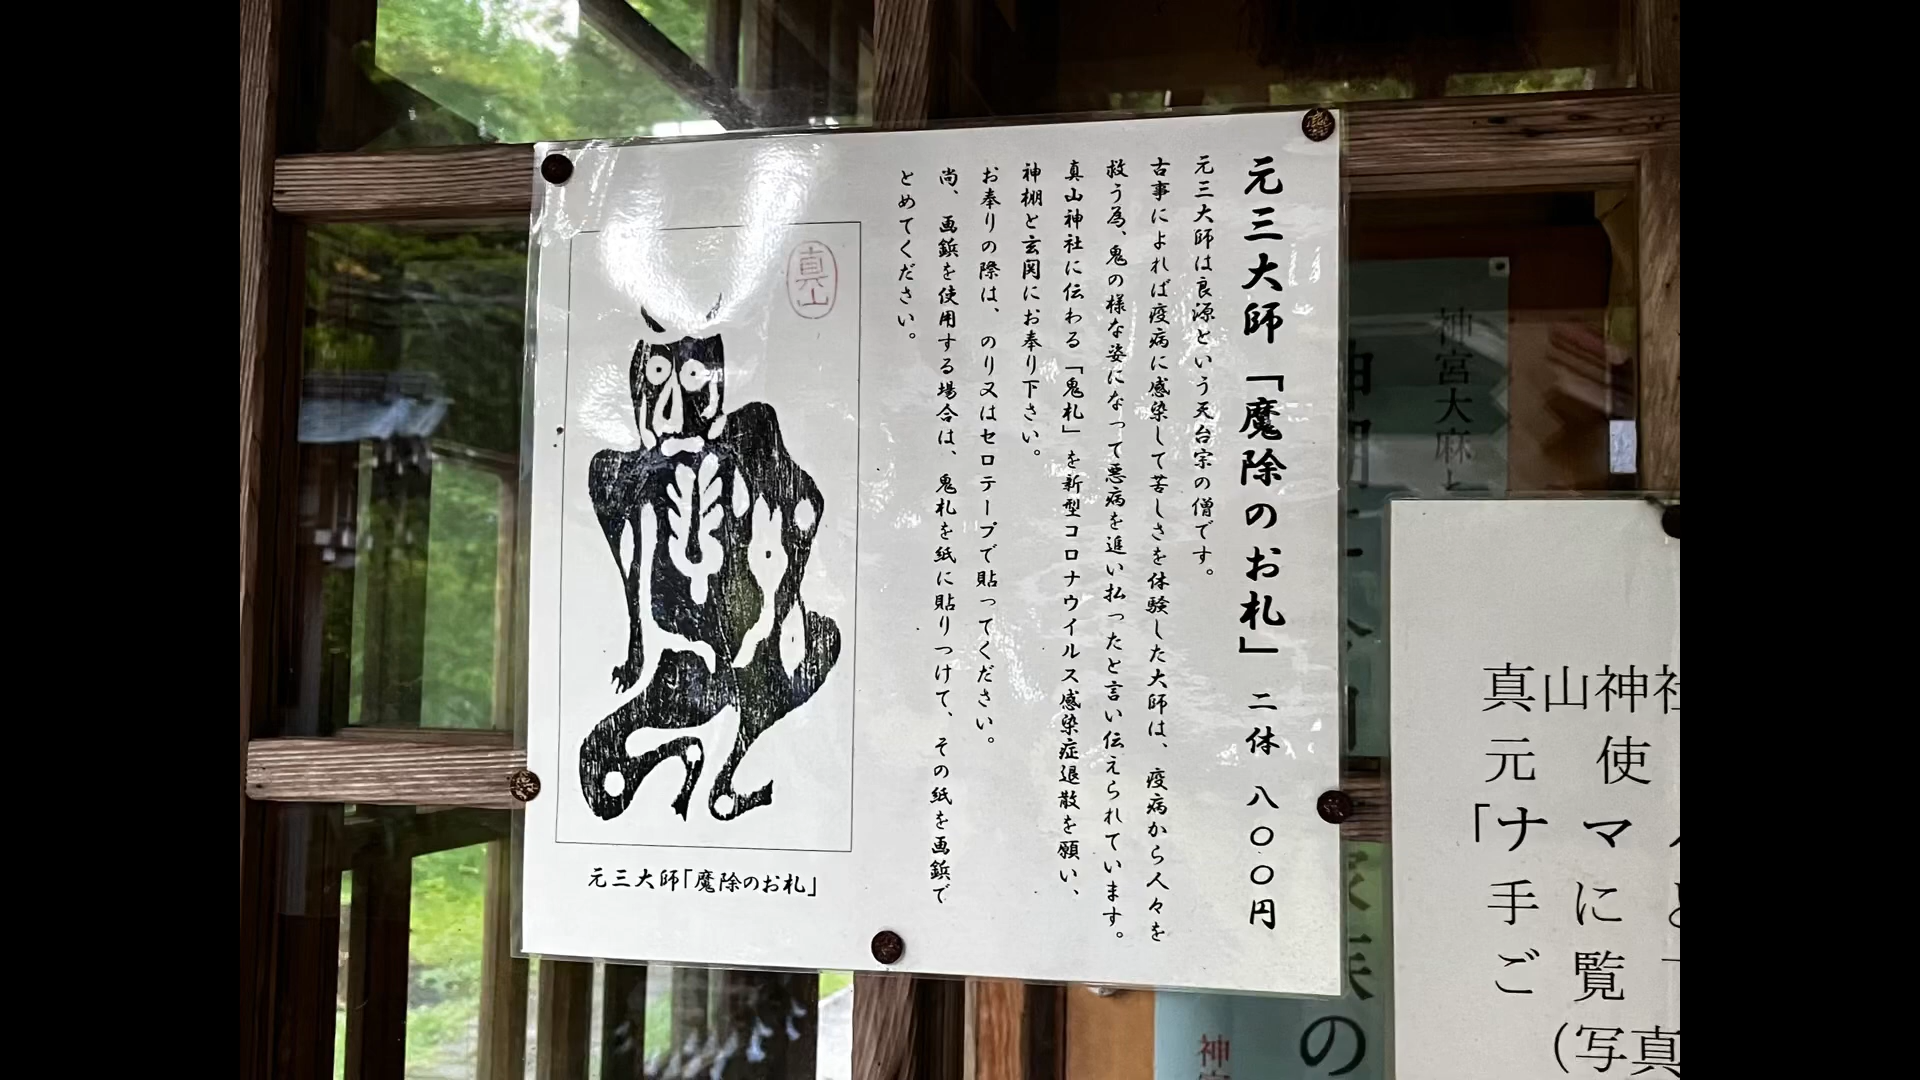 元三大師「魔除のお札」 二体 八〇〇円
元三大師は良源という天台宗の僧です。
古事によれば疫病に感染して苦しさを体験した大師は、疫病から人々を
救う為、鬼の様な姿になって悪病を追い払ったと言い伝えられています。
真山神社に伝わる「鬼札」を新型コロナウイルス感染症退散を願い、
神棚と玄関にお奉り下さい。
お奉りの際は、のり又はセロテープで貼ってください。
尚、画鋲を使用する場合は、鬼札を紙に貼りつけて、その紙を画鋲で
とめてください。
真山
元三大師「魔除のお札」
神宮大麻と
の
神
真山神社
元 使
「ナマ
手に
ご覧
(写真